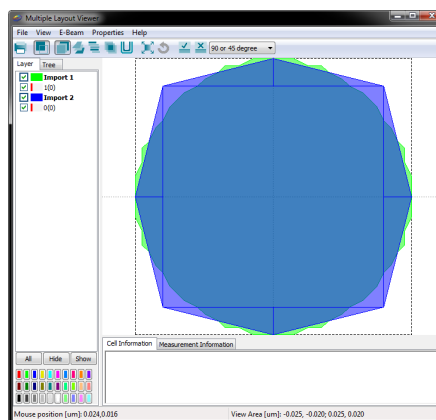 Multiple Layout Viewer
File View E-Beam Properties Help
90 or 45 degree
Layer Tree
Import 1
1(0)
Import 2
0(0)
All Hide Show
Cell Information Measurement Information
Mouse position [um]: 0.024,0.016 View Area [um]: -0.025, -0.020; 0.025, 0.020